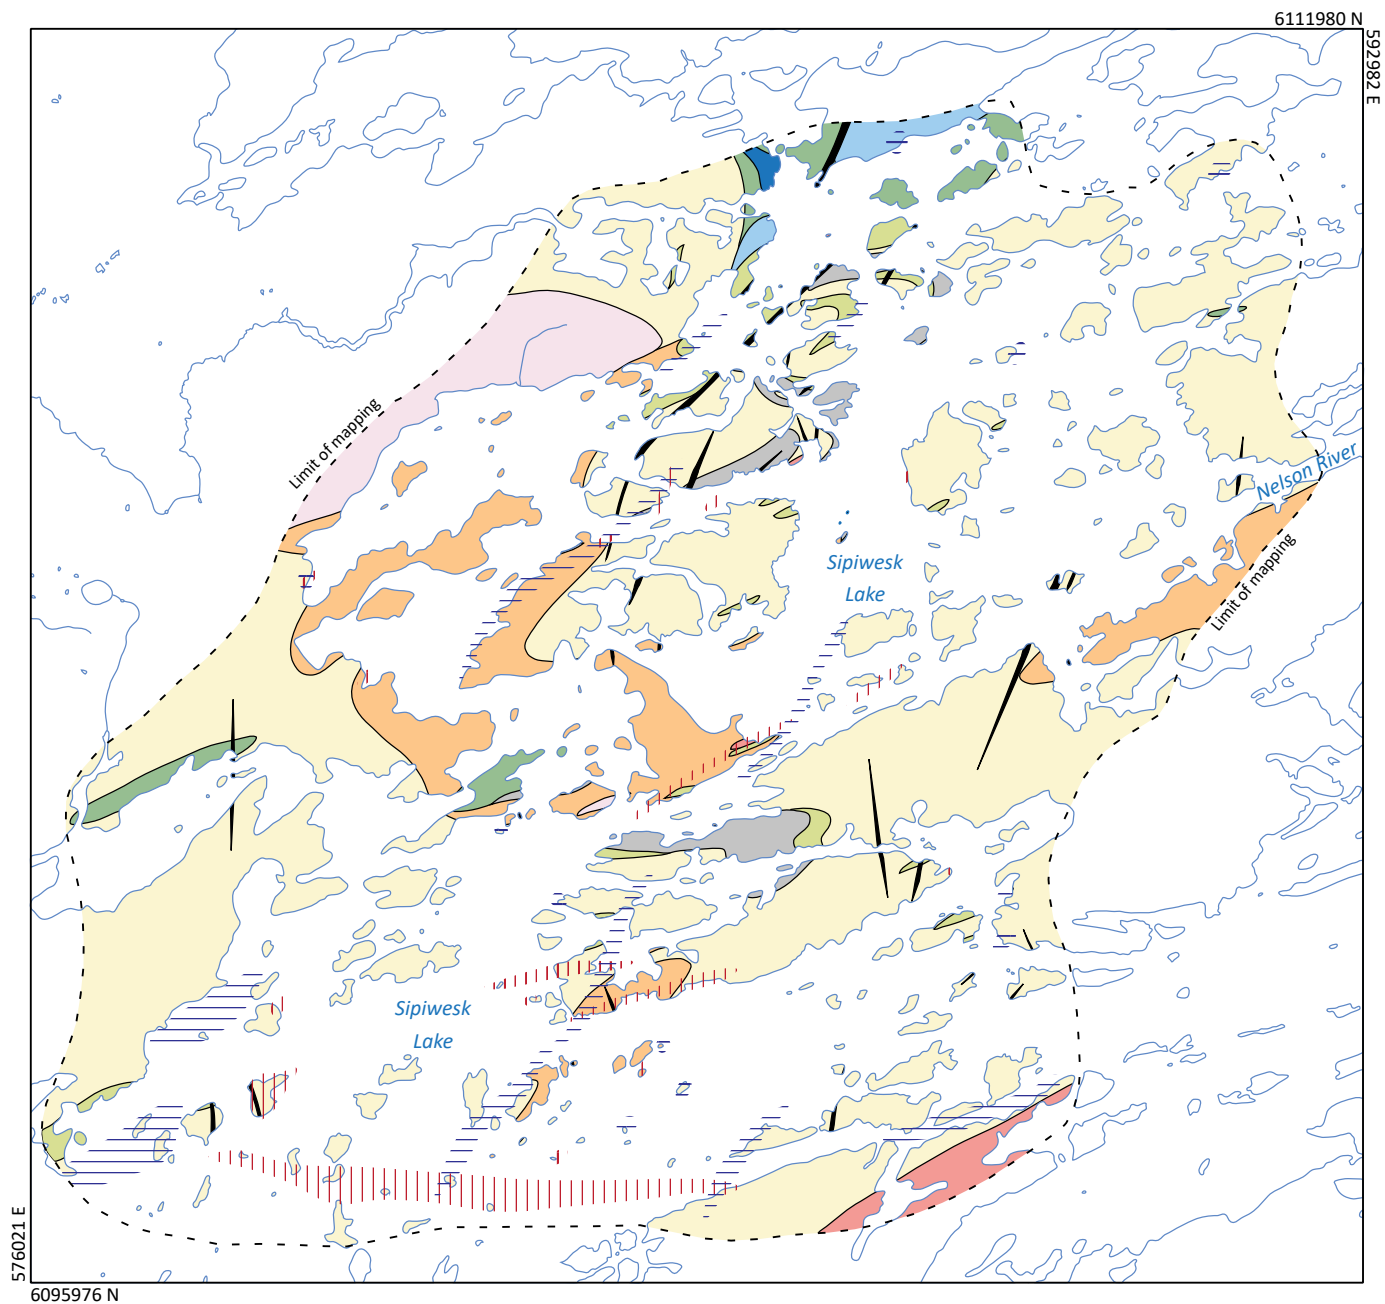 6111980 N
592982 E
Limit of mapping
Nelson River
Sipiwesk
Lake
Limit of mapping
Sipiwesk
Lake
576021 E
6095976 N